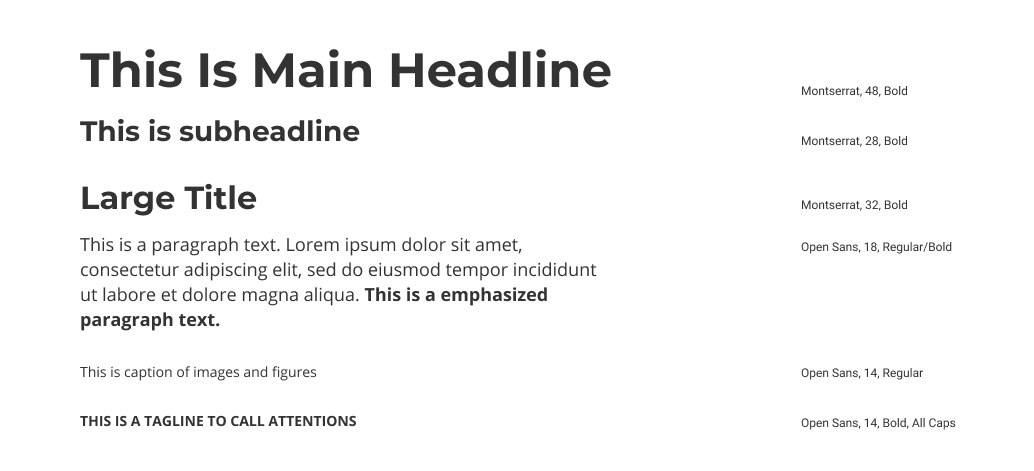 This Is Main Headline
Montserrat, 48, Bold
This is subheadline
Montserrat, 28, Bold
Large Title
Montserrat, 32, Bold
This is a paragraph text. Lorem ipsum dolor sit amet,
Open Sans, 18, Regular/Bold
consectetur adipiscing elit, sed do eiusmod tempor incididunt
ut labore et dolore magna aliqua. This is a emphasized
paragraph text.
This is caption of images and figures
Open Sans, 14, Regular
THIS IS A TAGLINE TO CALL ATTENTIONS
Open Sans, 14, Bold, All Caps